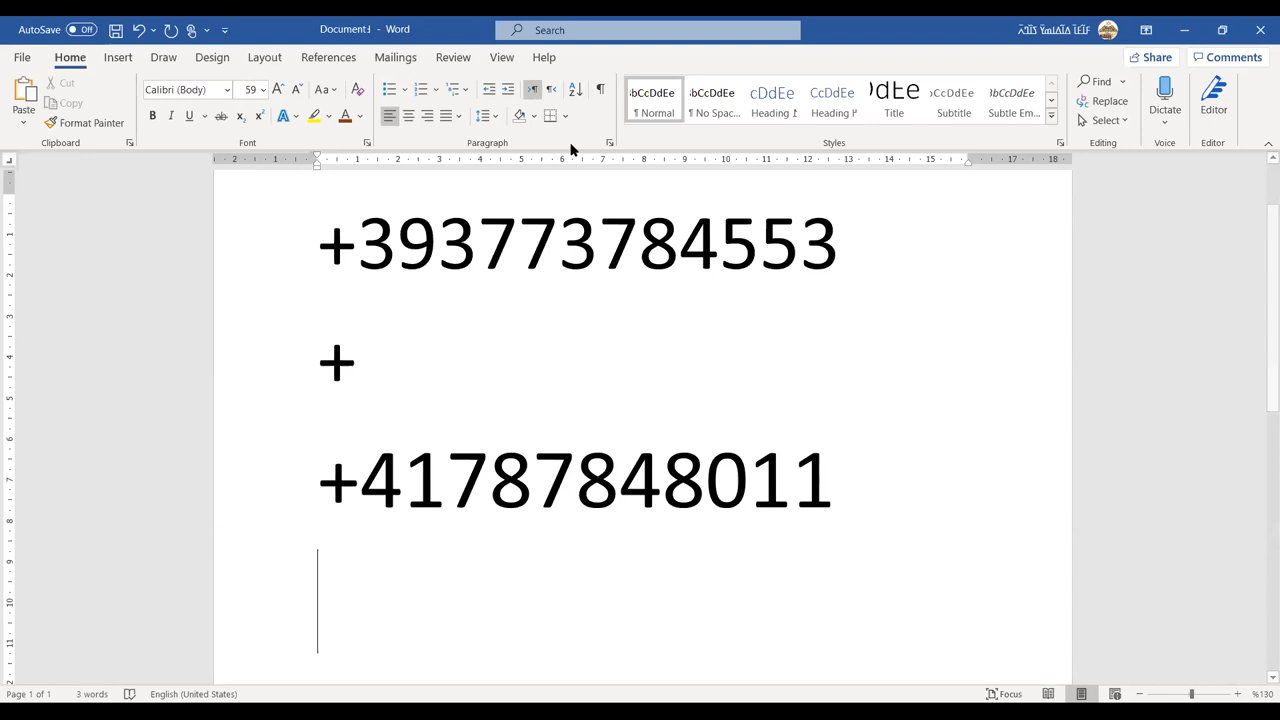 AutoSave Off Document1 - Word Search
File Home Insert Draw Design Layout References Mailings Review View Help Share Comments
Paste Cut Copy Format Painter
Calibri (Body) 59
Normal No Spac... Heading 1 Heading 2 Title Subtitle Subtle Em...
Find Replace Select Dictate Editor
Clipboard Font Paragraph Styles Editing Voice Editor
+393773784553
+
+41787848011
Page 1 of 1 3 words English (United States) Focus %130